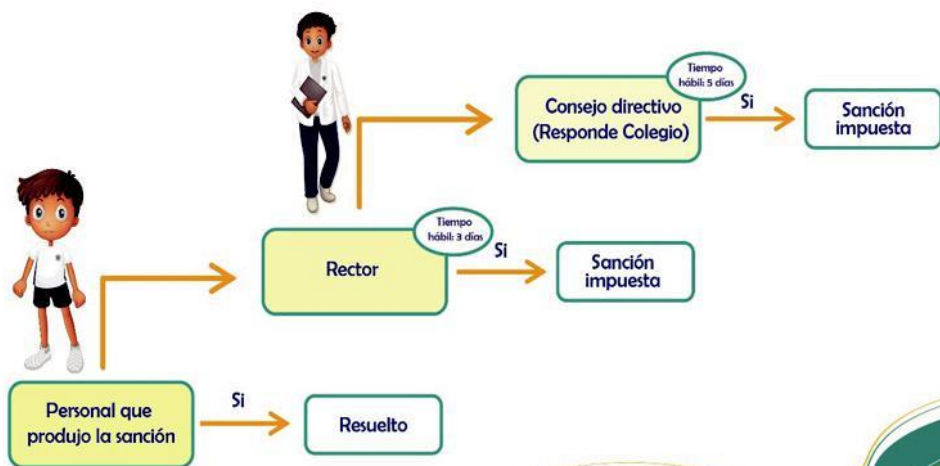 Tiempo
hábil: 5 días
Consejo directivo
(Responde Colegio)
Si
Sanción
impuesta
Tiempo
hábil: 3 días
Rector
Si
Sanción
impuesta
Personal que
produjo la sanción
Si
Resuelto